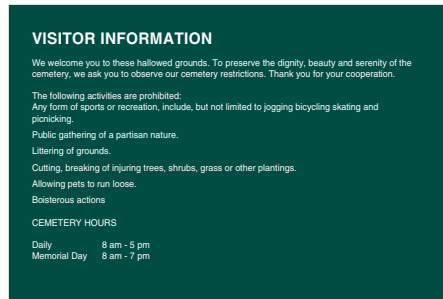 VISITOR INFORMATION
We welcome you to these hallowed grounds. To preserve the dignity, beauty and serenity of the
cemetery, we ask you to observe our cemetery restrictions. Thank you for your cooperation.
The following activities are prohibited:
Any form of sports or recreation, include, but not limited to jogging bicycling skating and
picnicking.
Public gathering of a partisan nature.
Littering of grounds.
Cutting, breaking of injuring trees, shrubs, grass or other plantings.
Allowing pets to run loose.
Boisterous actions
CEMETERY HOURS
Daily 8 am - 5 pm
Memorial Day 8 am - 7 pm